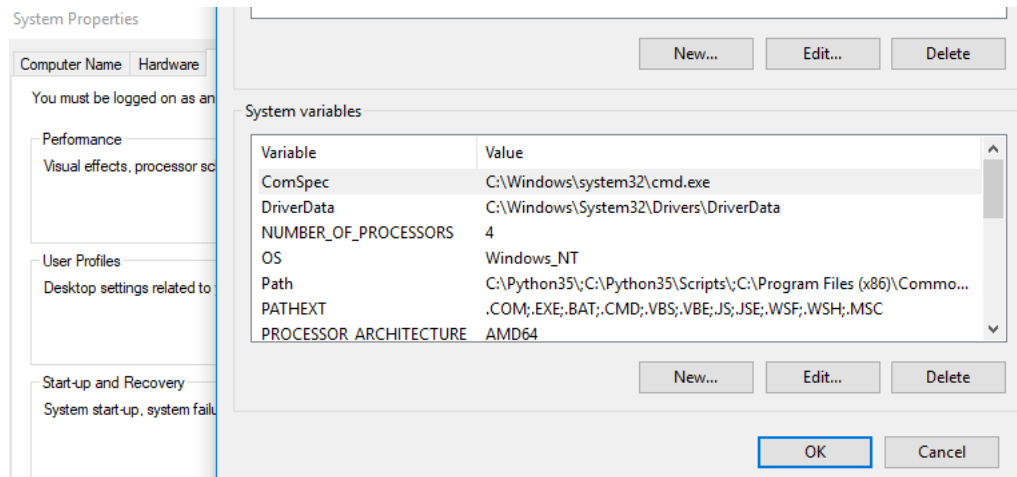 System Properties
Computer Name Hardware
You must be logged on as an
Performance
Visual effects, processor sc
User Profiles
Desktop settings related to
Start-up and Recovery
System start-up, system failu
New... Edit... Delete
System variables
Variable Value
ComSpec C:\Windows\system32\cmd.exe
DriverData C:\Windows\System32\Drivers\DriverData
NUMBER_OF_PROCESSORS 4
OS Windows_NT
Path C:\Python35\;C:\Python35\Scripts\;C:\Program Files (x86)\Commo...
PATHEXT .COM;.EXE;.BAT;.CMD;.VBS;.VBE;.JS;.JSE;.WSF;.WSH;.MSC
PROCESSOR_ARCHITECTURE AMD64
New... Edit... Delete
OK Cancel